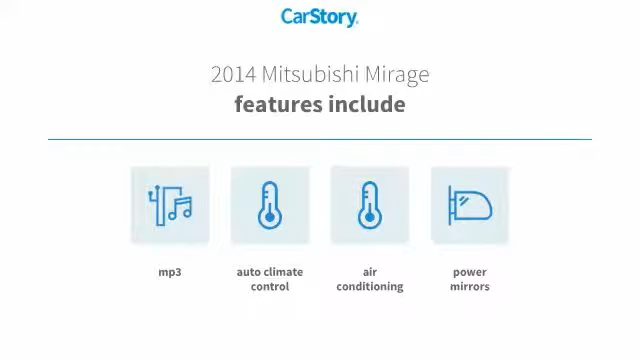 CarStory.
2014 Mitsubishi Mirage
features include
mp3
auto climate
control
air
conditioning
power
mirrors